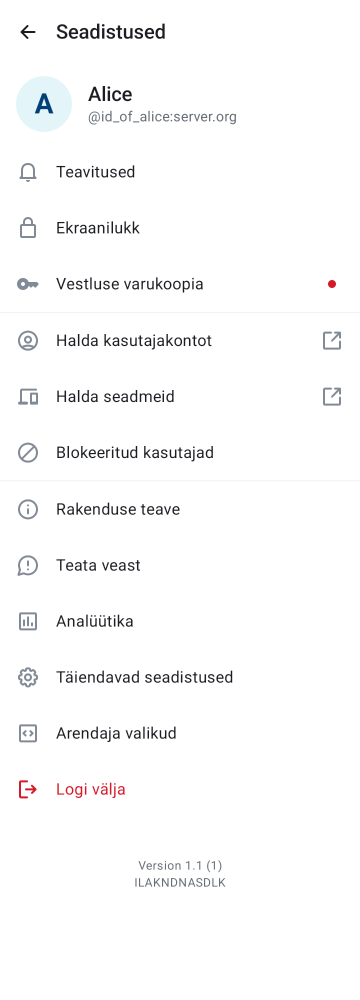 Seadistused
A
Alice
@id_of_alice:server.org
Teavitused
Ekraanilukk
Vestluse varukoopia
Halda kasutajakontot
Halda seadmeid
Blokeeritud kasutajad
Rakenduse teave
Teata veast
Analüütika
Täiendavad seadistused
Arendaja valikud
Logi välja
Version 1.1 (1)
ILAKNDNASDLK